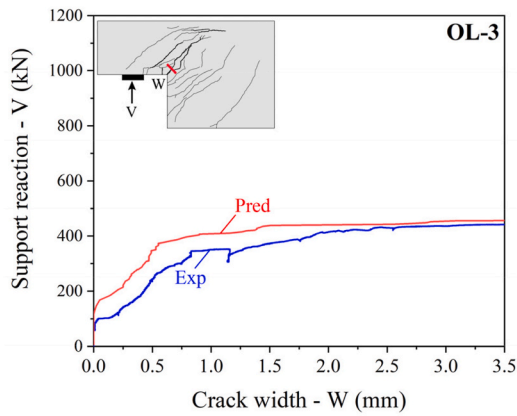 OL-3
1200
1000
800
600
400
200
0
Support reaction - V (kN)
W
V
Pred
Exp
0.0 0.5 1.0 1.5 2.0 2.5 3.0 3.5
Crack width - W (mm)